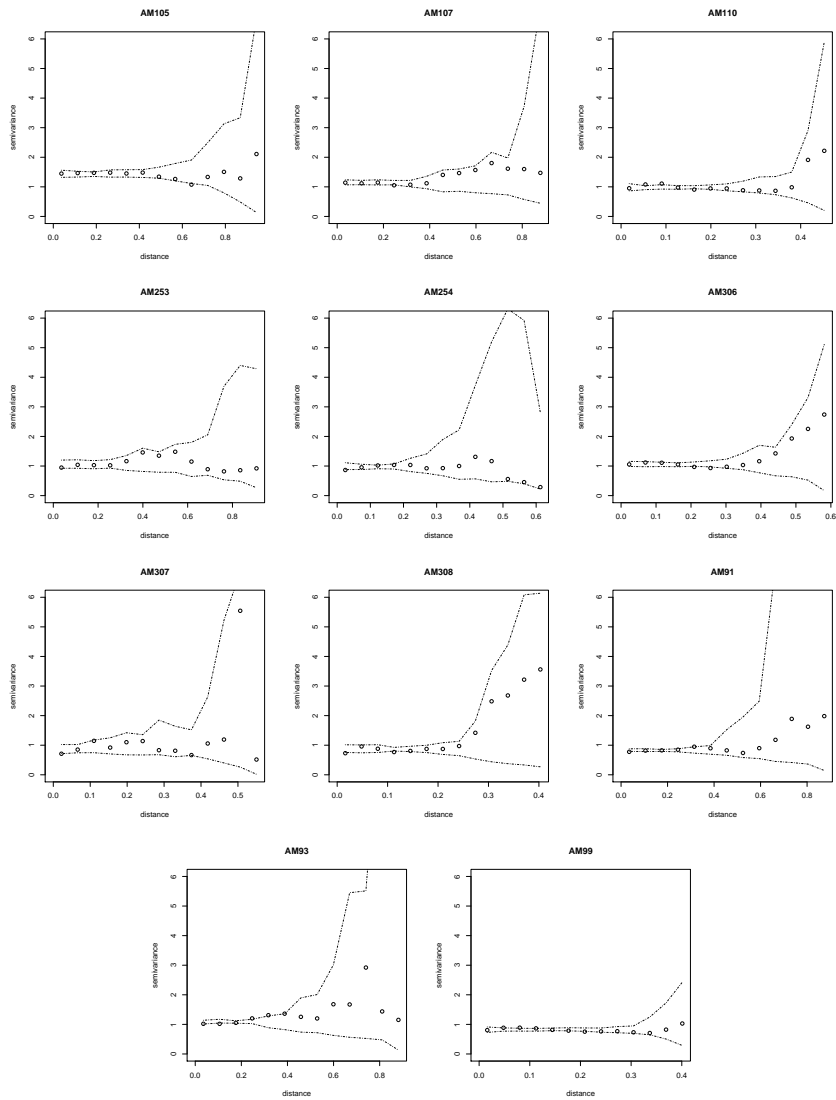 AM105 AM107 AM110
6 6 6
5 5 5
4 4 4
semivariance semivariance semivariance
3 3 3
2 2 2
1 1 1
0 0 0
0.0 0.2 0.4 0.6 0.8 0.0 0.2 0.4 0.6 0.8 0.0 0.1 0.2 0.3 0.4
distance distance distance
AM253 AM254 AM306
6 6 6
5 5 5
4 4 4
semivariance semivariance semivariance
3 3 3
2 2 2
1 1 1
0 0 0
0.0 0.2 0.4 0.6 0.8 0.0 0.1 0.2 0.3 0.4 0.5 0.6 0.0 0.1 0.2 0.3 0.4 0.5 0.6
distance distance distance
AM307 AM308 AM91
6 6 6
5 5 5
4 4 4
semivariance semivariance semivariance
3 3 3
2 2 2
1 1 1
0 0 0
0.0 0.1 0.2 0.3 0.4 0.5 0.0 0.1 0.2 0.3 0.4 0.0 0.2 0.4 0.6 0.8
distance distance distance
AM93 AM99
6 6
5 5
4 4
semivariance semivariance
3 3
2 2
1 1
0 0
0.0 0.2 0.4 0.6 0.8 0.0 0.1 0.2 0.3 0.4
distance distance